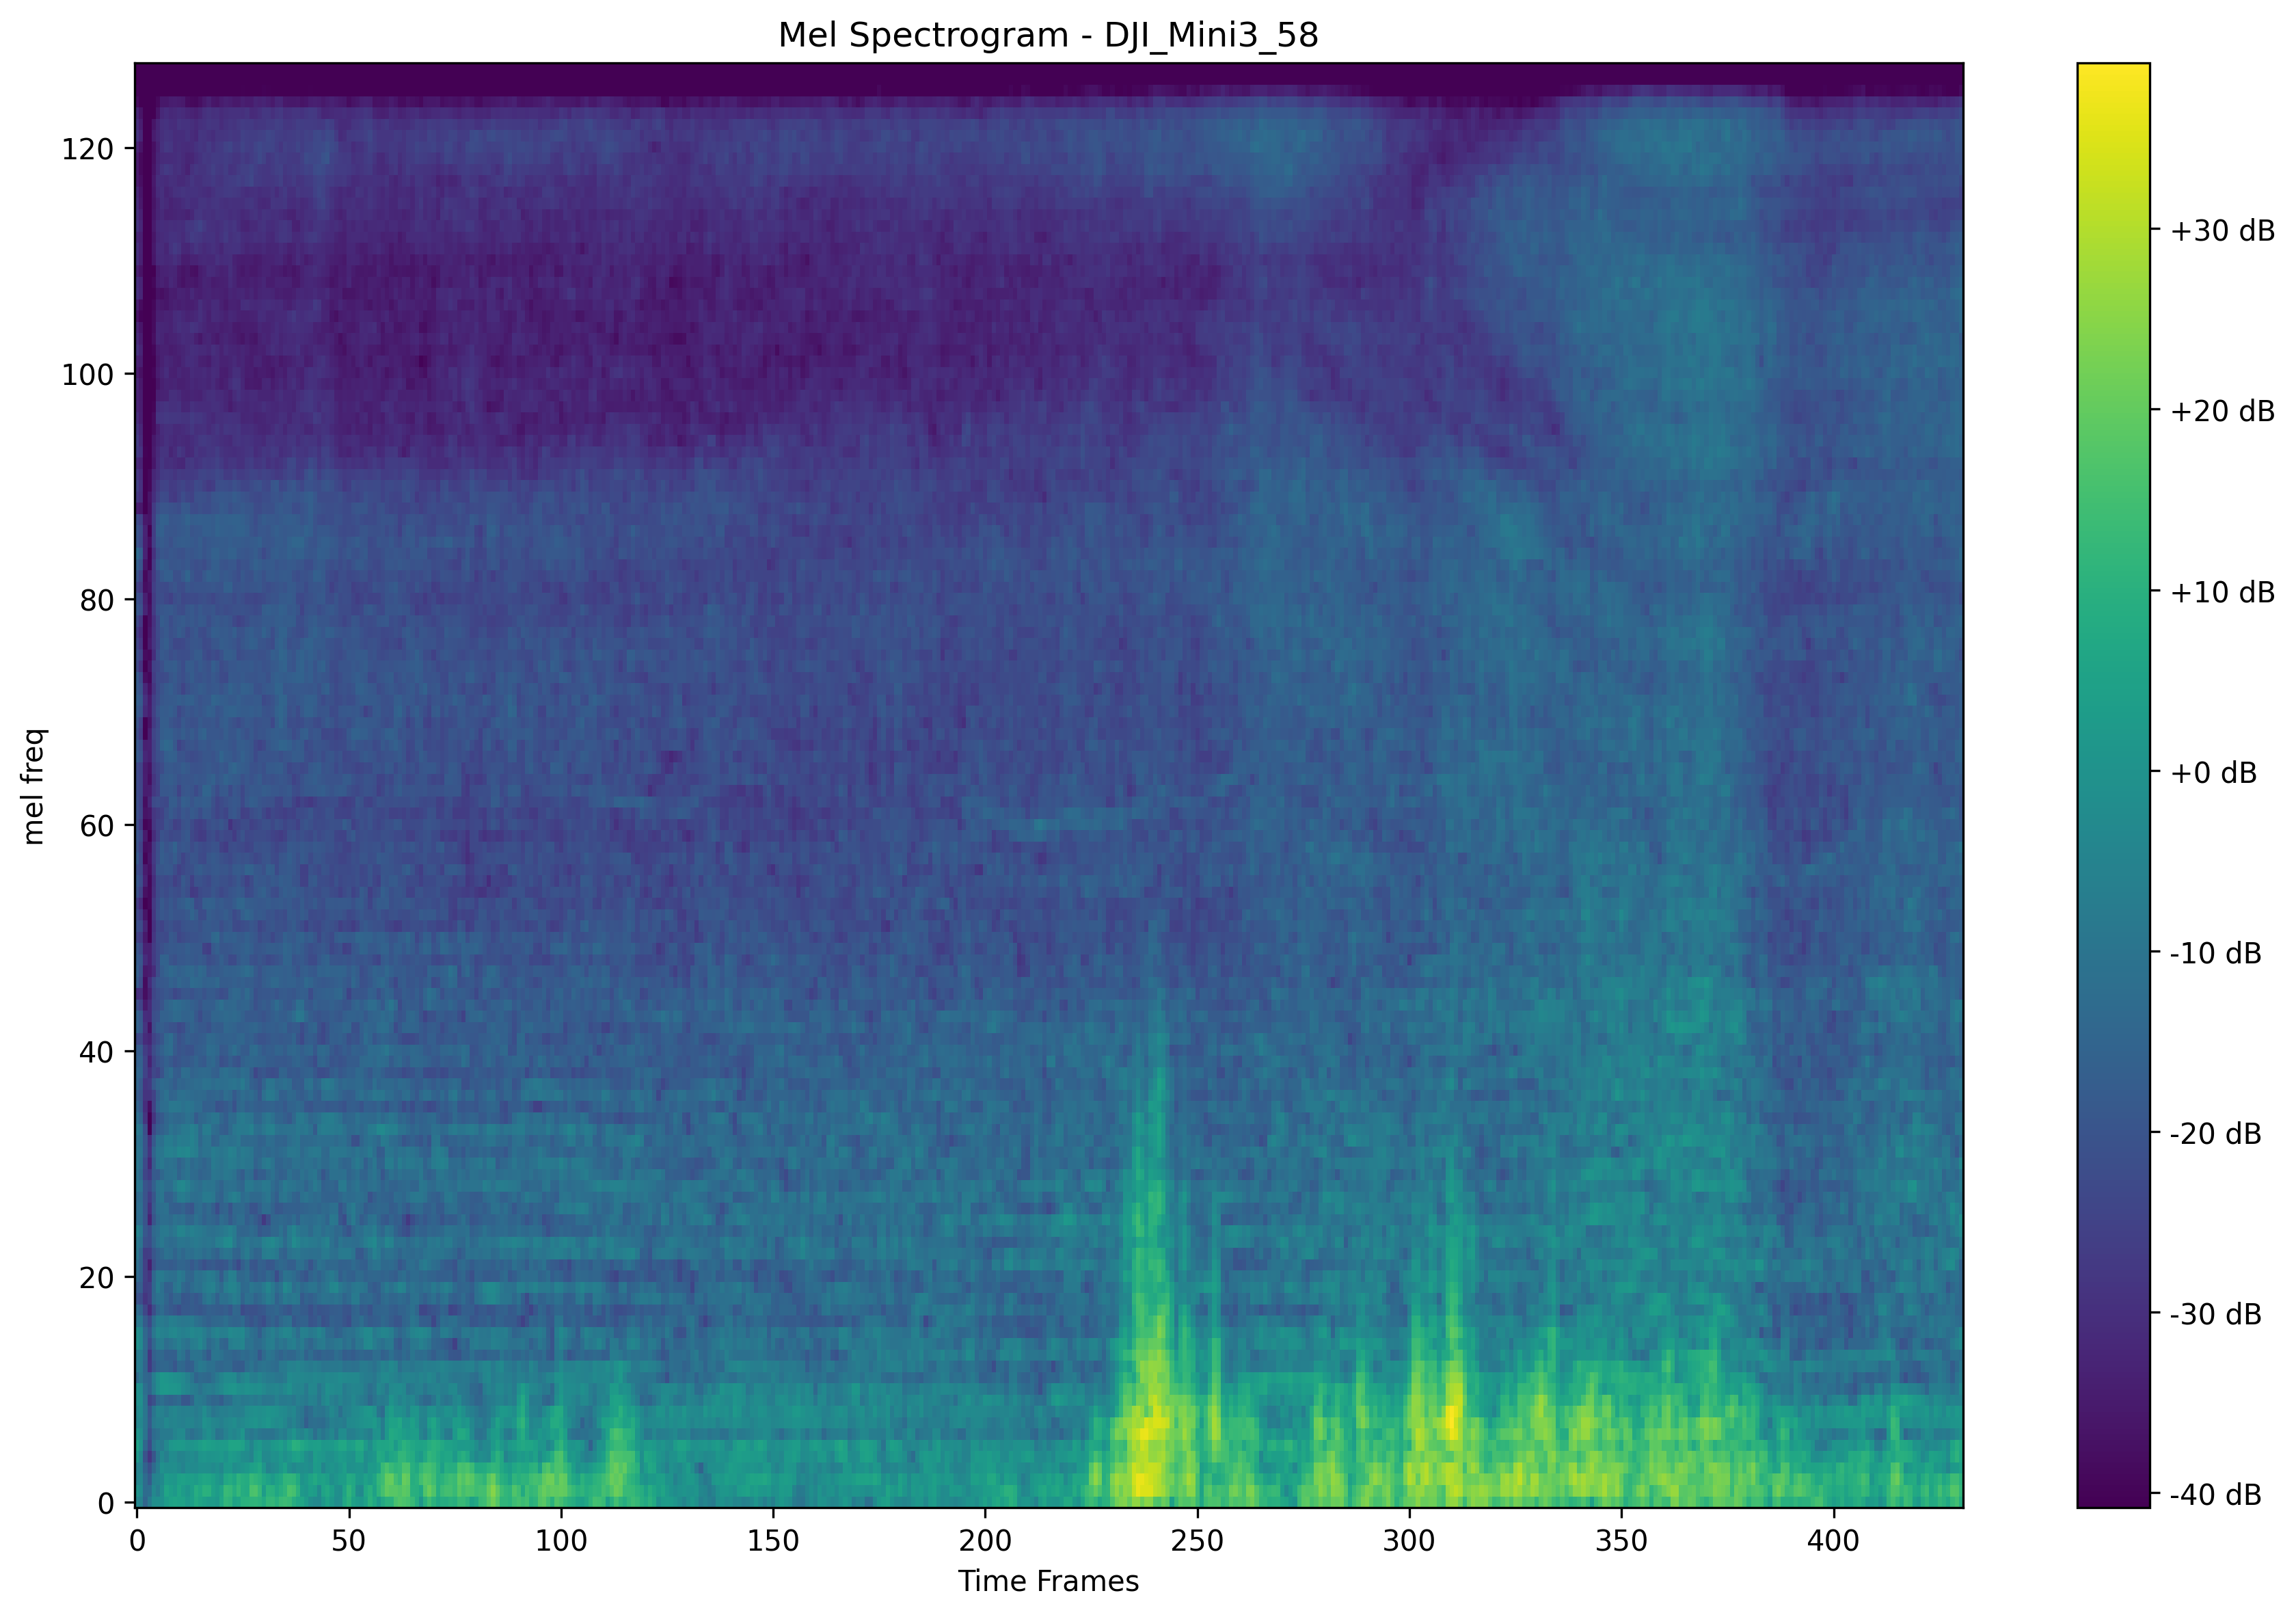 Mel Spectrogram - DJI_Mini3_58
mel freq
120
100
80
60
40
20
0
0 50 100 150 200 250 300 350 400
Time Frames
+30 dB
+20 dB
+10 dB
+0 dB
-10 dB
-20 dB
-30 dB
-40 dB